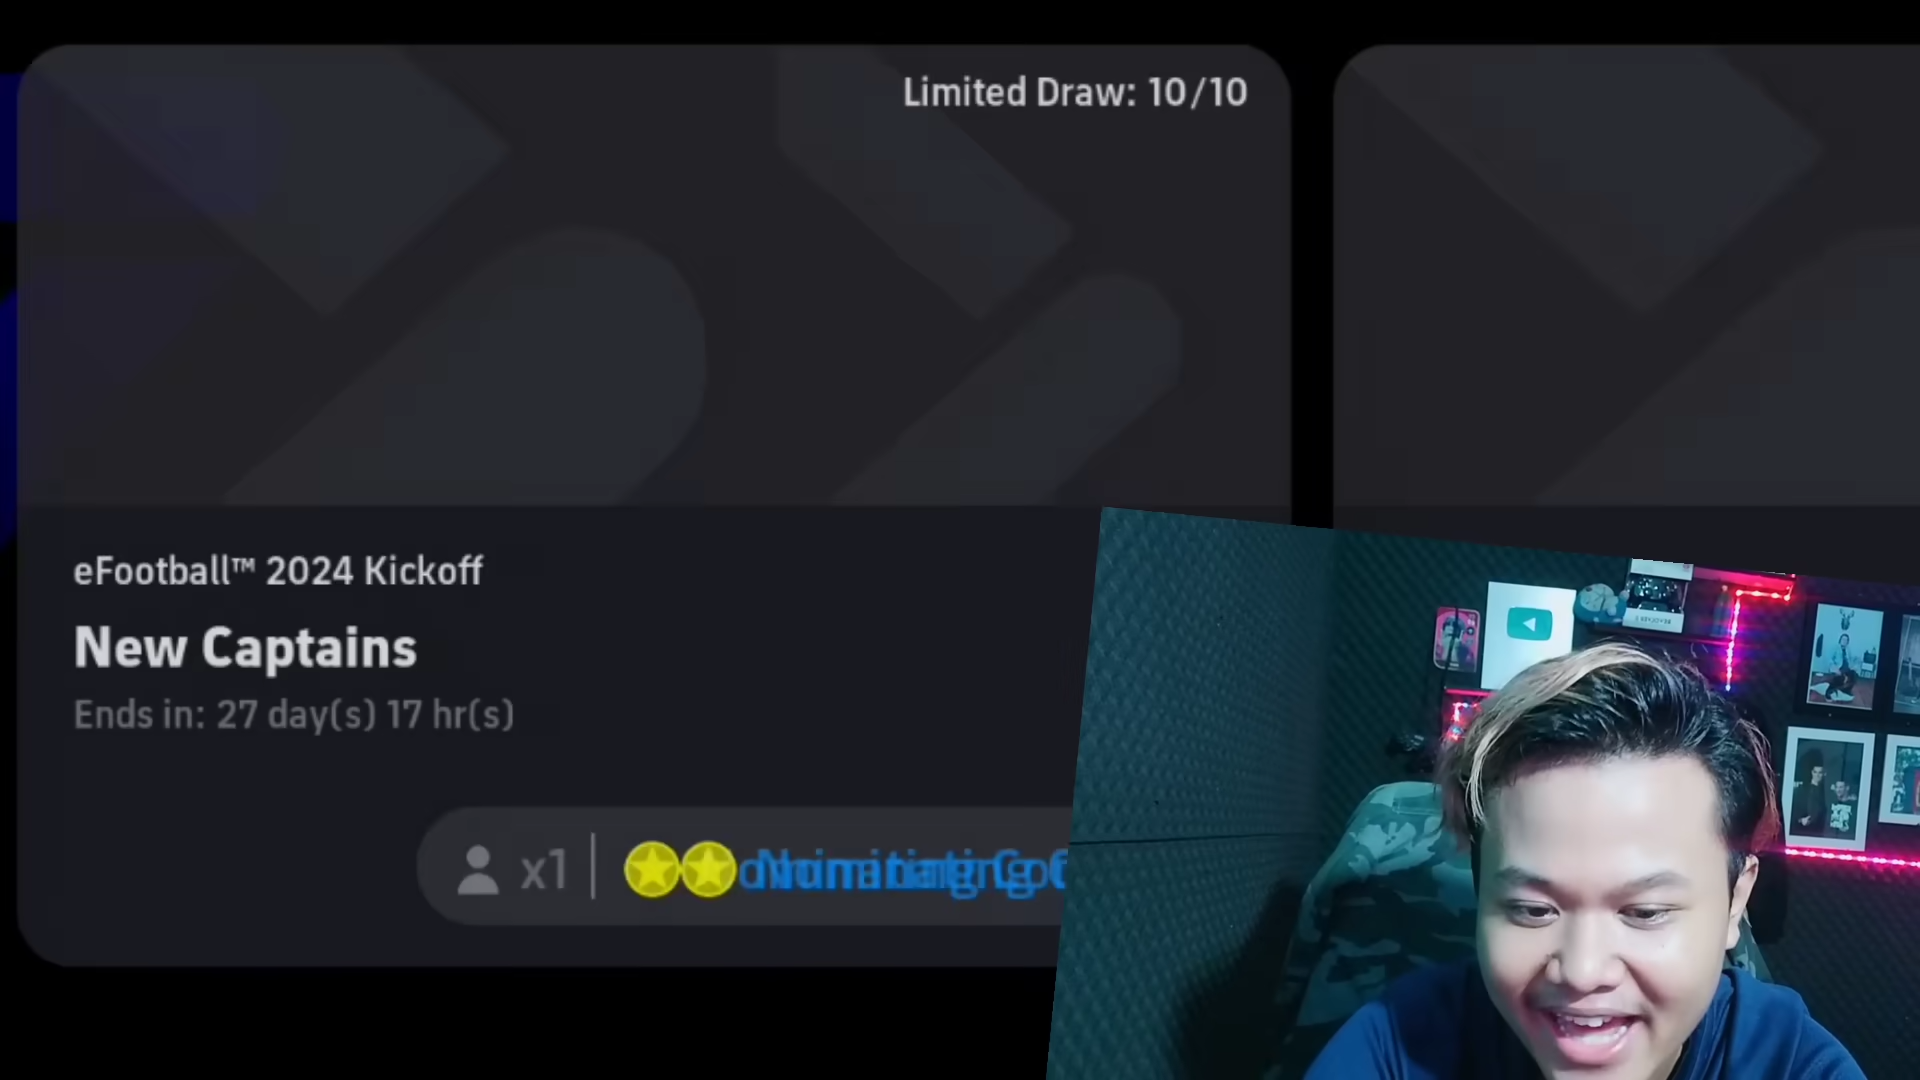 Limited Draw: 10/10
eFootball™ 2024 Kickoff
New Captains
Ends in: 27 day(s) 17 hr(s)
x1